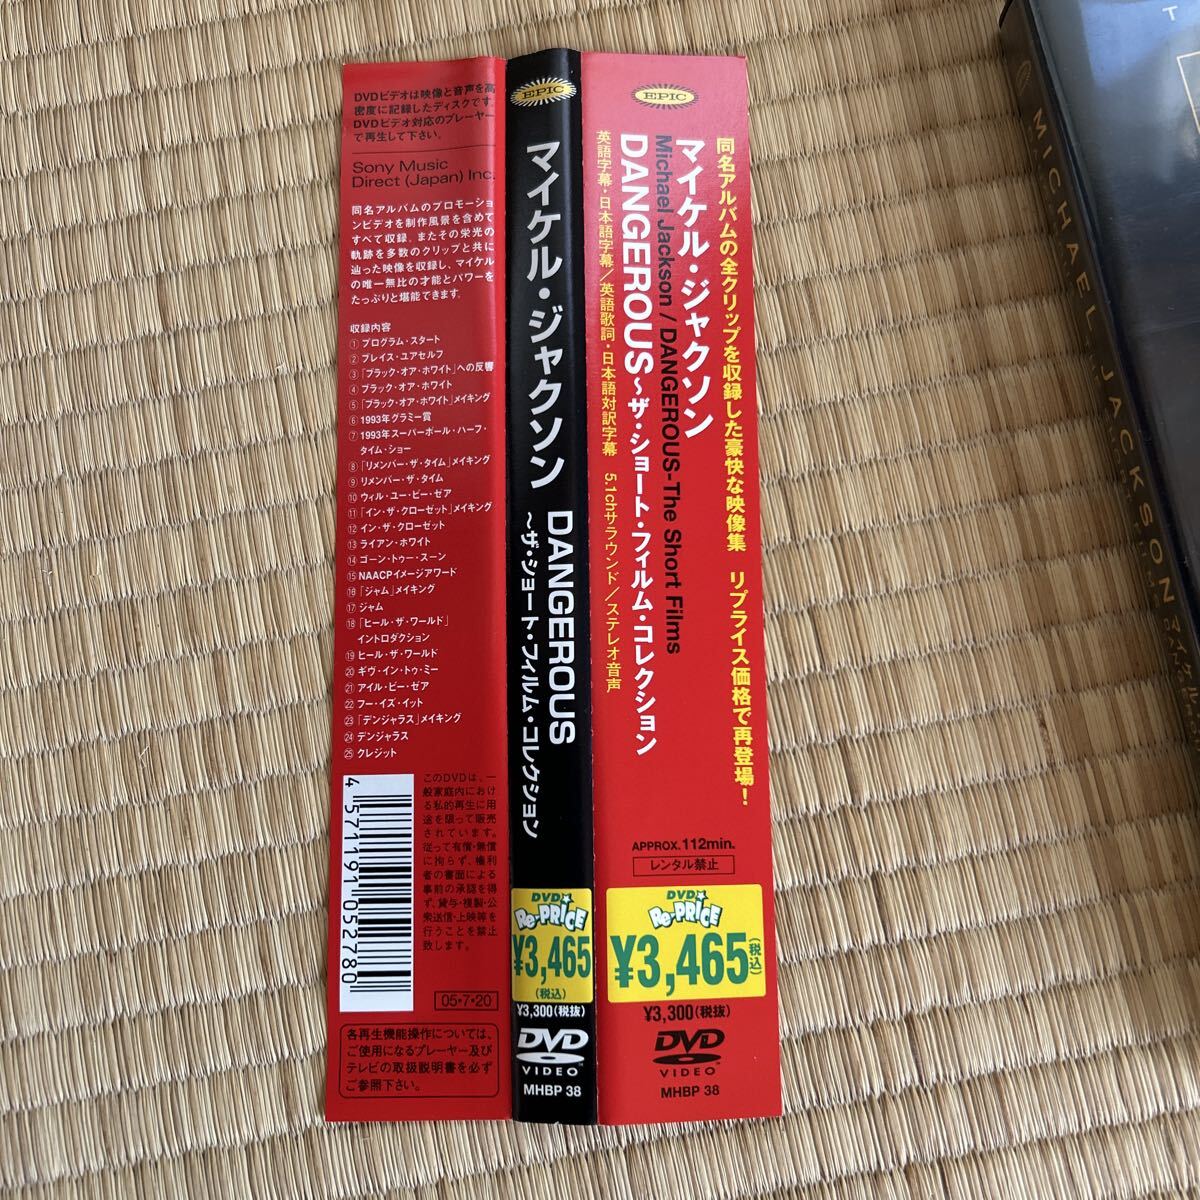 DVDビデオは映像と音声を高
密度に記録したディスクです。
DVDビデオ対応のプレーヤー
で再生して下さい。
Sony Music
Direct (Japan) Inc.
同名アルバムのプロモーショ
ンビデオを制作風景を含めて
すべて収録。またその栄光の
軌跡を多数のクリップと共に
辿った映像を収録し、マイケル
の唯一無比の才能とパワーを
たっぷりと堪能できます。
収録内容
① プログラム・スタート
② ブレイス・ユアセルフ
③ 「ブラック・オア・ホワイト」への反響
④ ブラック・オア・ホワイト
⑤ 「ブラック・オア・ホワイト」メイキング
⑥ 1993年グラミー賞
⑦ 1993年スーパーボール・ハーフ・
タイム・ショー
⑧ 「リメンバー・ザ・タイム」メイキング
⑨ リメンバー・ザ・タイム
⑩ ウィル・ユー・ビー・ゼア
⑪ 「イン・ザ・クローゼット」メイキング
⑫ イン・ザ・クローゼット
⑬ ライアン・ホワイト
⑭ ゴーン・トゥー・スーン
⑮ NAACPイメージアワード
⑯ 「ジャム」メイキング
⑰ ジャム
⑱ 「ヒール・ザ・ワールド」
イントロダクション
⑲ ヒール・ザ・ワールド
⑳ ギヴ・イン・トゥ・ミー
㉑ アイル・ビー・ゼア
㉒ フー・イズ・イット
㉓ 「デンジャラス」メイキング
㉔ デンジャラス
㉕ クレジット
4 571191 052780
このDVDは、一
般家庭内におけ
る私的再生に用
途を限って販売
されています。
従って有償・無償
に拘らず、権利
者の書面による
事前の承認を得
ず、貸与・複製・公
衆送信・上映等を
行うことを禁止
致します。
05・7・20
各再生機能操作については、
ご使用になるプレーヤー及び
テレビの取扱説明書を必ず
ご参照下さい。
EPIC
マイケル・ジャクソン
DANGEROUS
～ザ・ショート・フィルム・コレクション
DVD
Re-PRICE
¥3,465
(税込)
¥3,300(税抜)
DVD
VIDEO™
MHBP 38
EPIC
同名アルバムの全クリップを収録した豪快な映像集 リプライス価格で再登場！
マイケル・ジャクソン
Michael Jackson / DANGEROUS-The Short Films
DANGEROUS～ザ・ショート・フィルム・コレクション
英語字幕・日本語字幕／英語歌詞・日本語対訳字幕 5.1chサラウンド／ステレオ音声
APPROX.112min.
レンタル禁止
DVD
Re-PRICE
¥3,465(税込)
¥3,300(税抜)
DVD
VIDEO™
MHBP 38
MICHAEL JACKSON